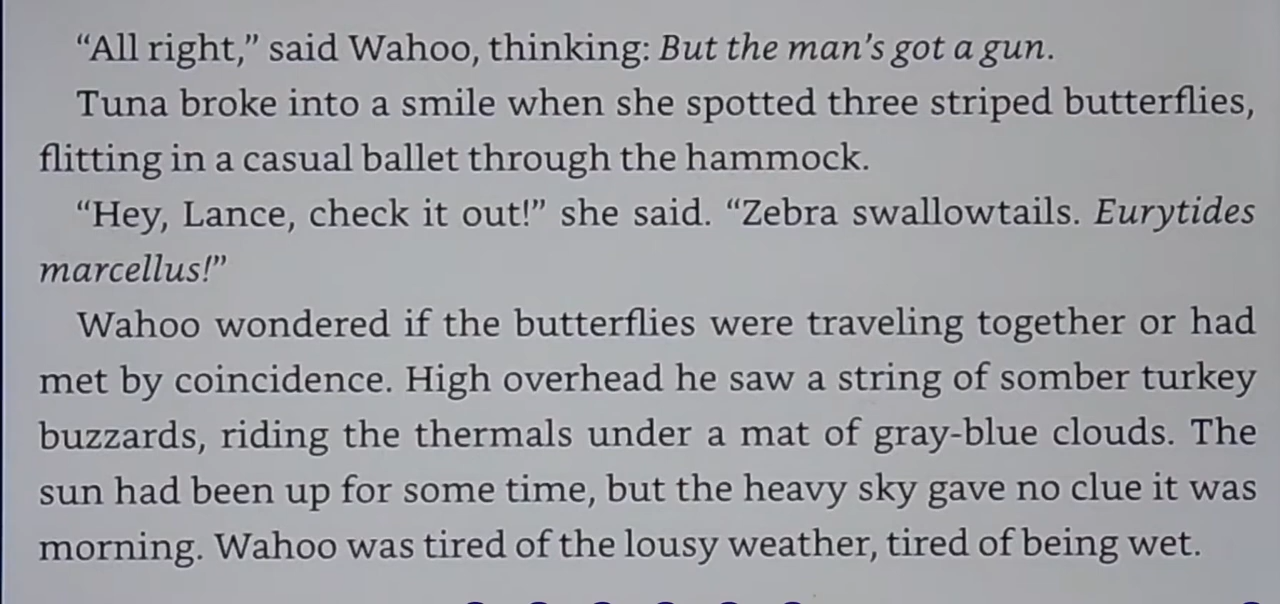 “All right,” said Wahoo, thinking: But the man’s got a gun.
Tuna broke into a smile when she spotted three striped butterflies,
flitting in a casual ballet through the hammock.
“Hey, Lance, check it out!” she said. “Zebra swallowtails. Eurytides
marcellus!”
Wahoo wondered if the butterflies were traveling together or had
met by coincidence. High overhead he saw a string of somber turkey
buzzards, riding the thermals under a mat of gray-blue clouds. The
sun had been up for some time, but the heavy sky gave no clue it was
morning. Wahoo was tired of the lousy weather, tired of being wet.